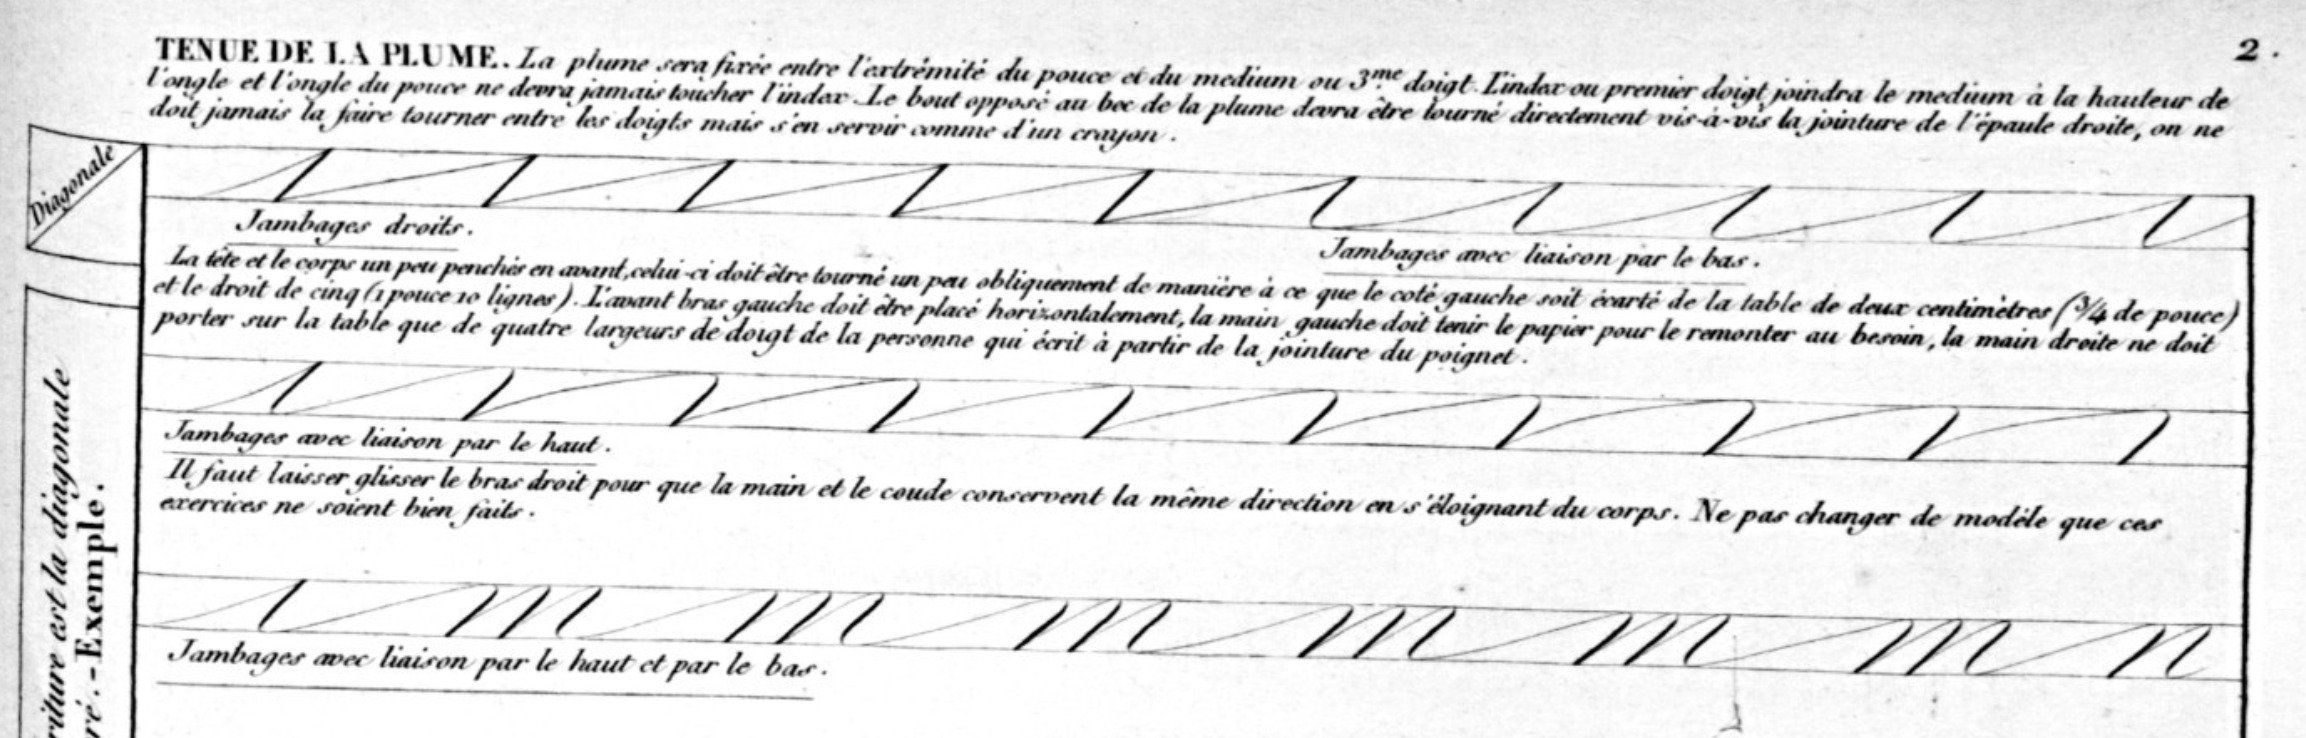 2.
TENUE DE LA PLUME. La plume sera fixée entre l'extrémité du pouce et du medium ou 3.me doigt. L'index ou premier doigt joindra le medium à la hauteur de
l'ongle et l'ongle du pouce ne devra jamais toucher l'index. Le bout opposé au bec de la plume devra être tourné directement vis-à-vis la jointure de l'épaule droite, on ne
doit jamais la faire tourner entre les doigts mais s'en servir comme d'un crayon.
Diagonale
Jambages droits.
Jambages avec liaison par le bas.
La tête et le corps un peu penchés en avant, celui-ci doit être tourné un peu obliquement de manière à ce que le coté gauche soit écarté de la table de deux centimètres (3/4 de pouce)
et le droit de cinq (1 pouce 10 lignes). L'avant bras gauche doit être placé horizontalement, la main gauche doit tenir le papier pour le remonter au besoin, la main droite ne doit
porter sur la table que de quatre largeurs de doigt de la personne qui écrit à partir de la jointure du poignet.
Jambages avec liaison par le haut.
Il faut laisser glisser le bras droit pour que la main et le coude conservent la même direction en s'éloignant du corps. Ne pas changer de modèle que ces
exercices ne soient bien faits.
Jambages avec liaison par le haut et par le bas.
est la diagonale
.-Exemple.